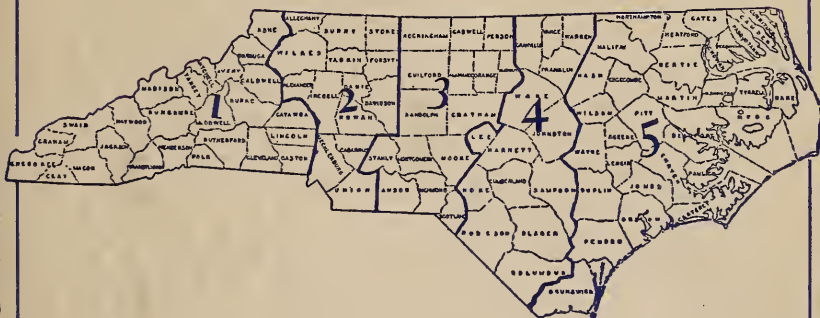 ASHE
ALLEGHANY
SURRY
STOKES
ROCKINGHAM
CASWELL
PERSON
GRANVILLE
VANCE
WARREN
NORTHAMPTON
GATES
HERTFORD
HALIFAX
WATAUGA
WILKES
YADKIN
FORSYTH
GUILFORD
ORANGE
FRANKLIN
NASH
EDGECOMBE
BERTIE
MARTIN
TYRRELL
DARE
MADISON
YANCEY
AVERY
CALDWELL
ALEXANDER
IREDELL
DAVIE
DAVIDSON
RANDOLPH
CHATHAM
WAKE
WILSON
PITT
1
2
3
4
5
BUNCOMBE
BURKE
CATAWBA
ROWAN
SWAIN
HAYWOOD
McDOWELL
RUTHERFORD
LINCOLN
CABARRUS
STANLY
MONTGOMERY
MOORE
LEE
HARNETT
JOHNSTON
WAYNE
GREENE
GRAHAM
JACKSON
HENDERSON
POLK
CLEVELAND
GASTON
MECKLENBURG
CHEROKEE
CLAY
MACON
TRANSYLVANIA
UNION
ANSON
RICHMOND
HOKE
CUMBERLAND
SAMPSON
DUPLIN
JONES
CRAVEN
PAMLICO
CARTERET
ONSLOW
SCOTLAND
ROBESON
BLADEN
PENDER
COLUMBUS
BRUNSWICK